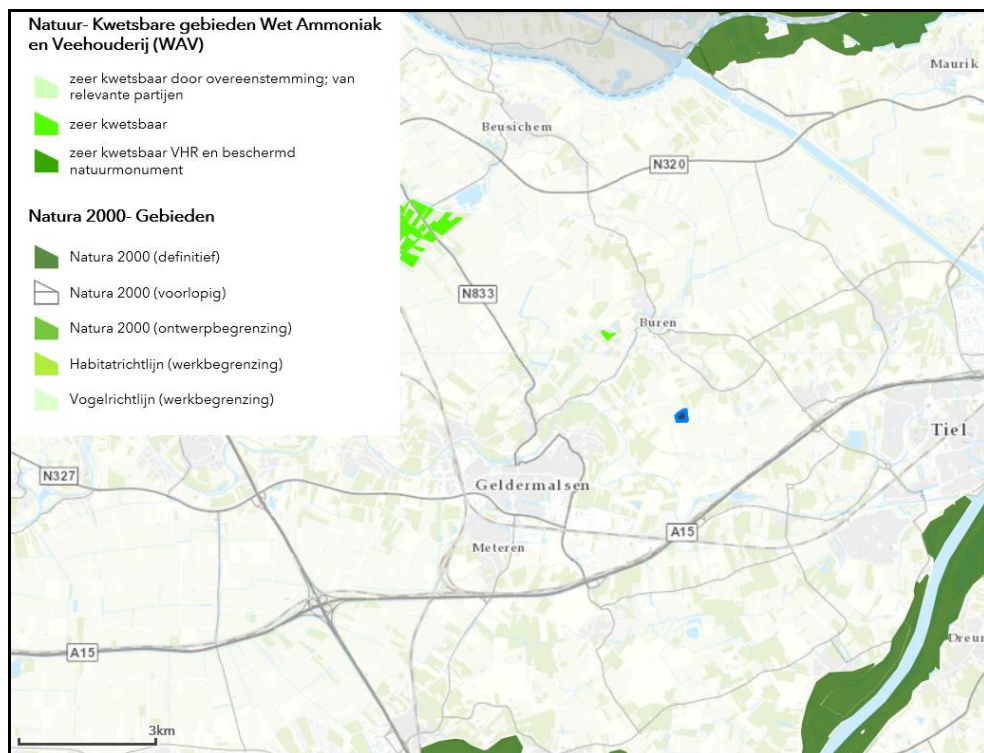 Natuur- Kwetsbare gebieden Wet Ammoniak
en Veehouderij (WAV)
zeer kwetsbaar door overeenstemming; van
relevante partijen
zeer kwetsbaar
zeer kwetsbaar VHR en beschermd
natuurmonument
Natura 2000- Gebieden
Natura 2000 (definitief)
Natura 2000 (voorlopig)
Natura 2000 (ontwerpbegrenzing)
Habitatrichtlijn (werkbegrenzing)
Vogelrichtlijn (werkbegrenzing)
Maurik
Beusichem
N320
N833
Buren
Tiel
N327
Geldermalsen
A15
Meteren
Dreum
A15
3km